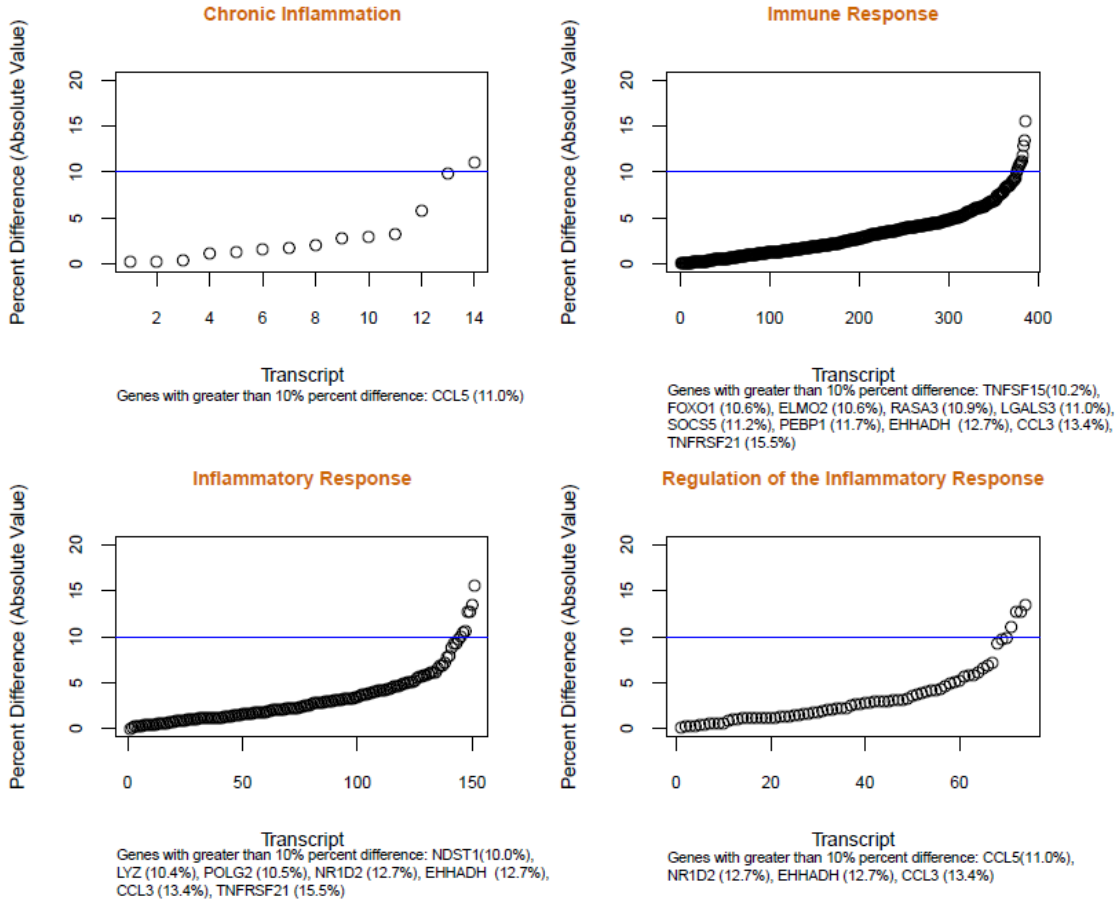 Chronic Inflammation
Percent Difference (Absolute Value)
20
15
10
5
0
2 4 6 8 10 12 14
Transcript
Genes with greater than 10% percent difference: CCL5 (11.0%)
Immune Response
Percent Difference (Absolute Value)
20
15
10
5
0
0 100 200 300 400
Transcript
Genes with greater than 10% percent difference: TNFSF15(10.2%),
FOXO1 (10.6%), ELMO2 (10.6%), RASA3 (10.9%), LGALS3 (11.0%),
SOCS5 (11.2%), PEBP1 (11.7%), EHHADH (12.7%), CCL3 (13.4%),
TNFRSF21 (15.5%)
Inflammatory Response
Percent Difference (Absolute Value)
20
15
10
5
0
0 50 100 150
Transcript
Genes with greater than 10% percent difference: NDST1(10.0%),
LYZ (10.4%), POLG2 (10.5%), NR1D2 (12.7%), EHHADH (12.7%),
CCL3 (13.4%), TNFRSF21 (15.5%)
Regulation of the Inflammatory Response
Percent Difference (Absolute Value)
20
15
10
5
0
0 20 40 60
Transcript
Genes with greater than 10% percent difference: CCL5(11.0%),
NR1D2 (12.7%), EHHADH (12.7%), CCL3 (13.4%)